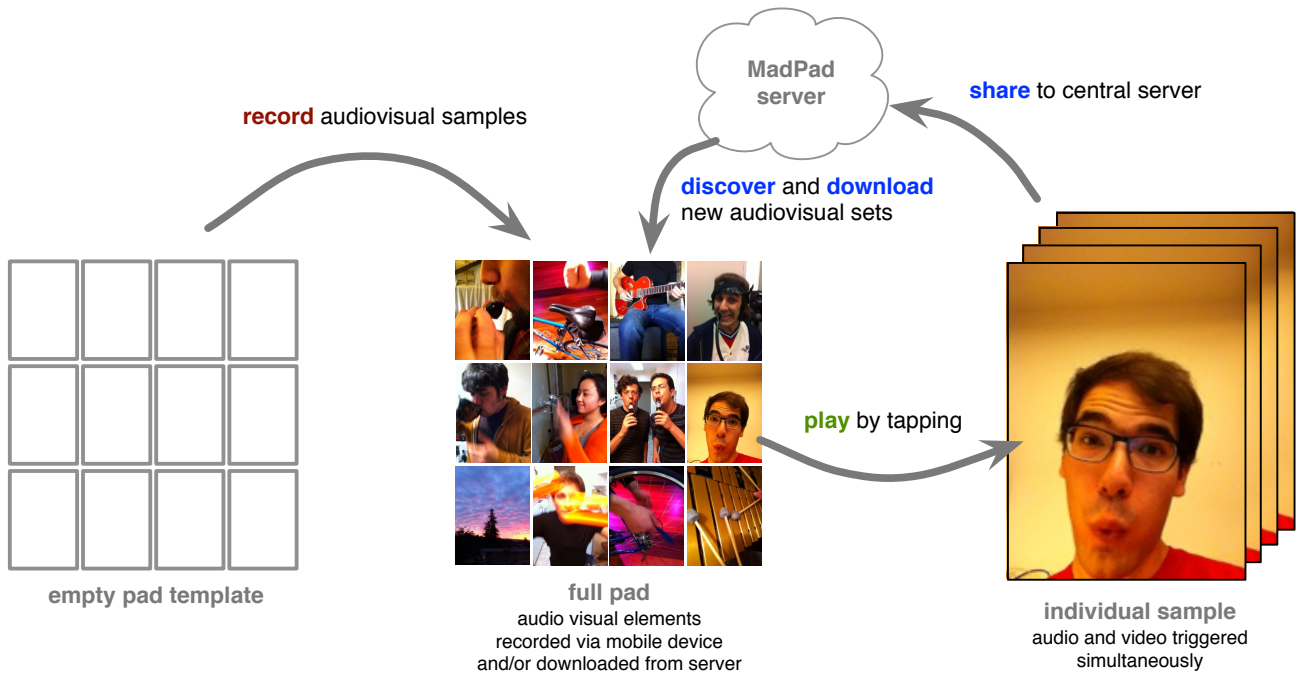 MadPad
server
share to central server
record audiovisual samples
discover and download
new audiovisual sets
play by tapping
empty pad template
full pad
audio visual elements
recorded via mobile device
and/or downloaded from server
individual sample
audio and video triggered
simultaneously